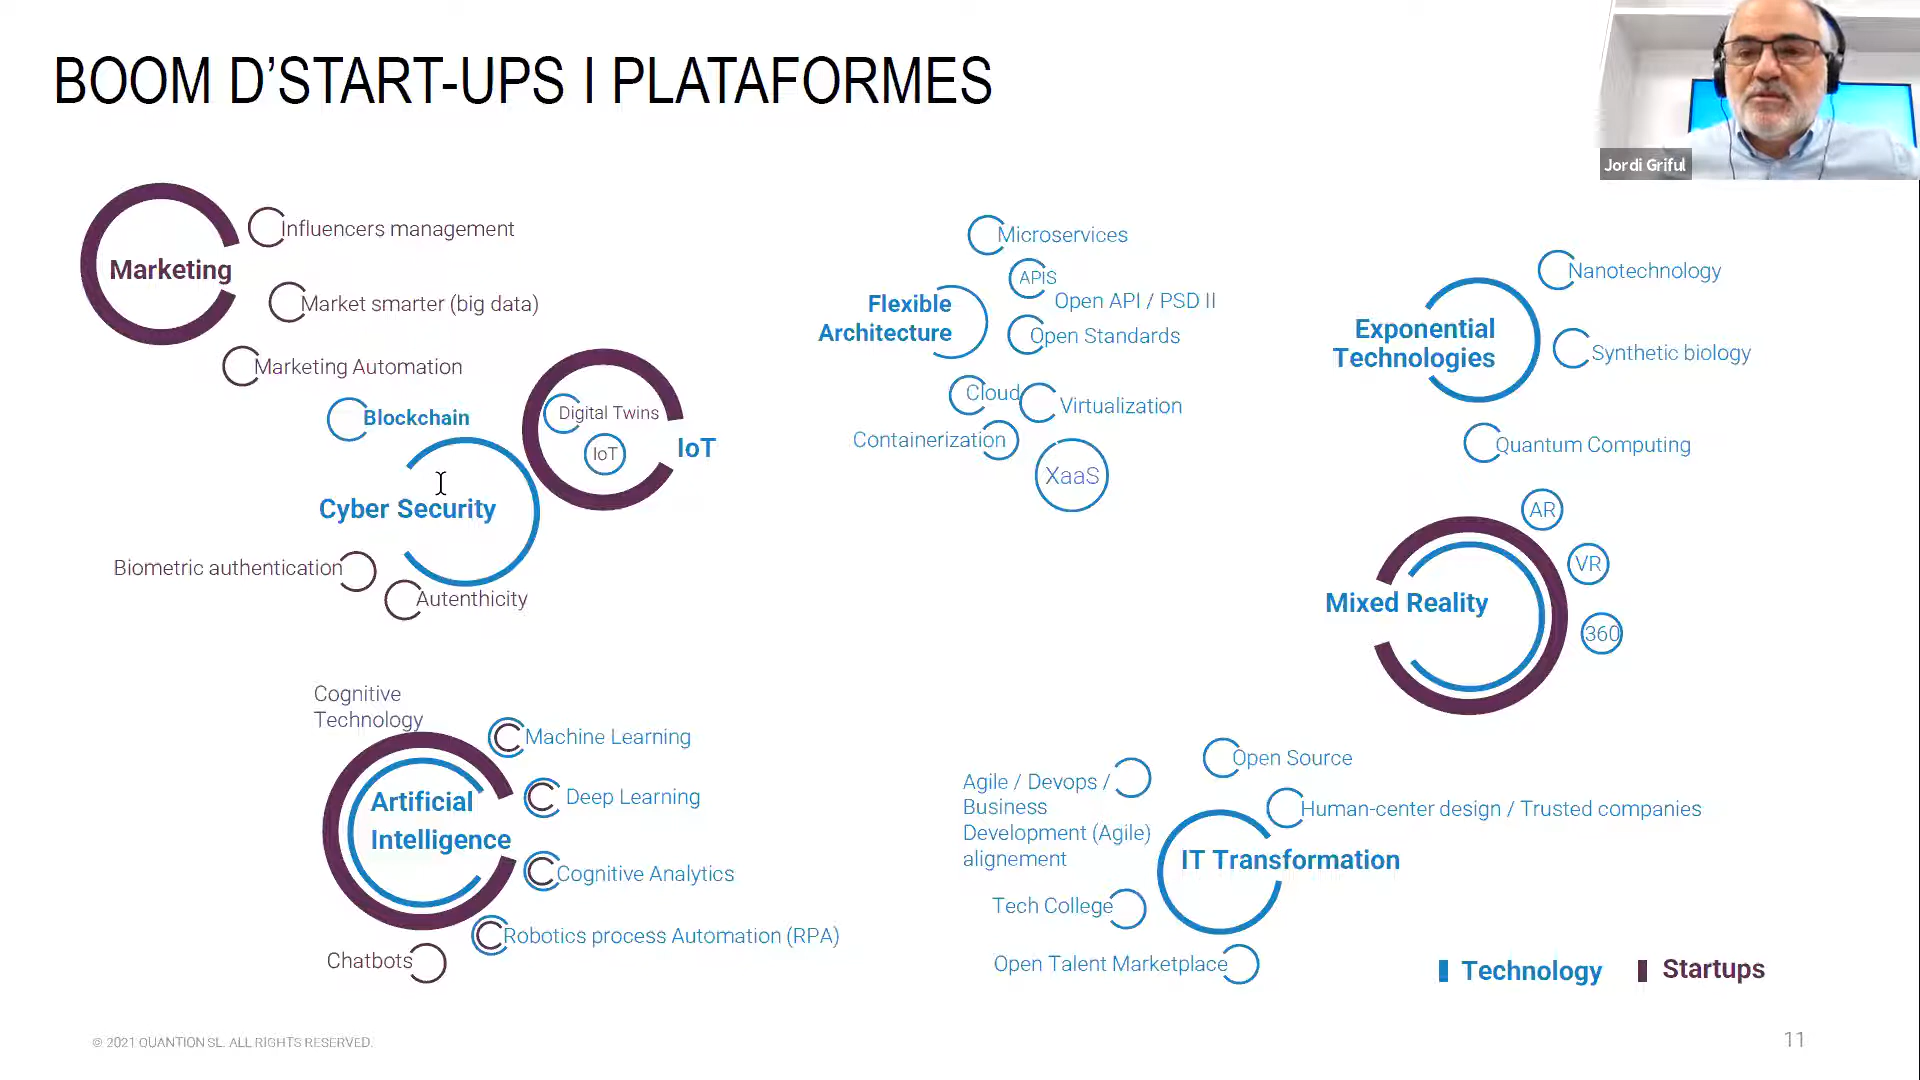 BOOM D’START-UPS I PLATAFORMES
Jordi Griful
Marketing
Influencers management
Market smarter (big data)
Marketing Automation
Blockchain
Cyber Security
Biometric authentication
Autenthicity
Digital Twins
IoT
IoT
Flexible
Architecture
Microservices
APIS
Open API / PSD II
Open Standards
Cloud
Virtualization
Containerization
XaaS
Exponential
Technologies
Nanotechnology
Synthetic biology
Quantum Computing
Mixed Reality
AR
VR
360
Cognitive
Technology
Artificial
Intelligence
Machine Learning
Deep Learning
Cognitive Analytics
Robotics process Automation (RPA)
Chatbots
Agile / Devops /
Business
Development (Agile)
alignement
Open Source
Human-center design / Trusted companies
IT Transformation
Tech College
Open Talent Marketplace
Technology
Startups
© 2021 QUANTION SL. ALL RIGHTS RESERVED.
11